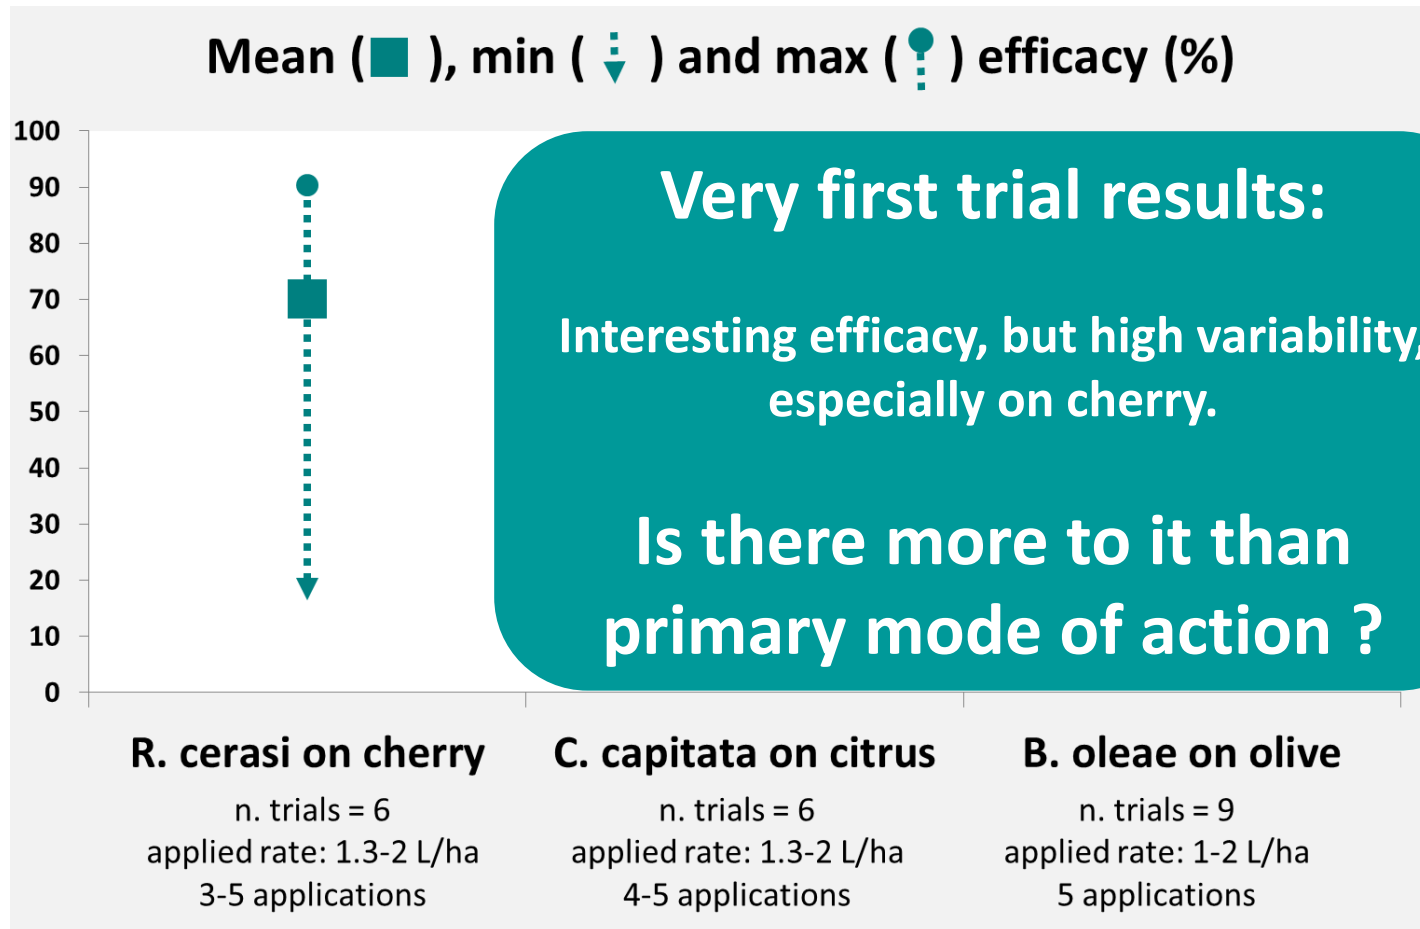 Mean ( ), min ( ) and max ( ) efficacy (%)
100
90
80
70
60
50
40
30
20
10
0
Very first trial results:
Interesting efficacy, but high variability,
especially on cherry.
Is there more to it than
primary mode of action ?
R. cerasi on cherry
n. trials = 6
applied rate: 1.3-2 L/ha
3-5 applications
C. capitata on citrus
n. trials = 6
applied rate: 1.3-2 L/ha
4-5 applications
B. oleae on olive
n. trials = 9
applied rate: 1-2 L/ha
5 applications